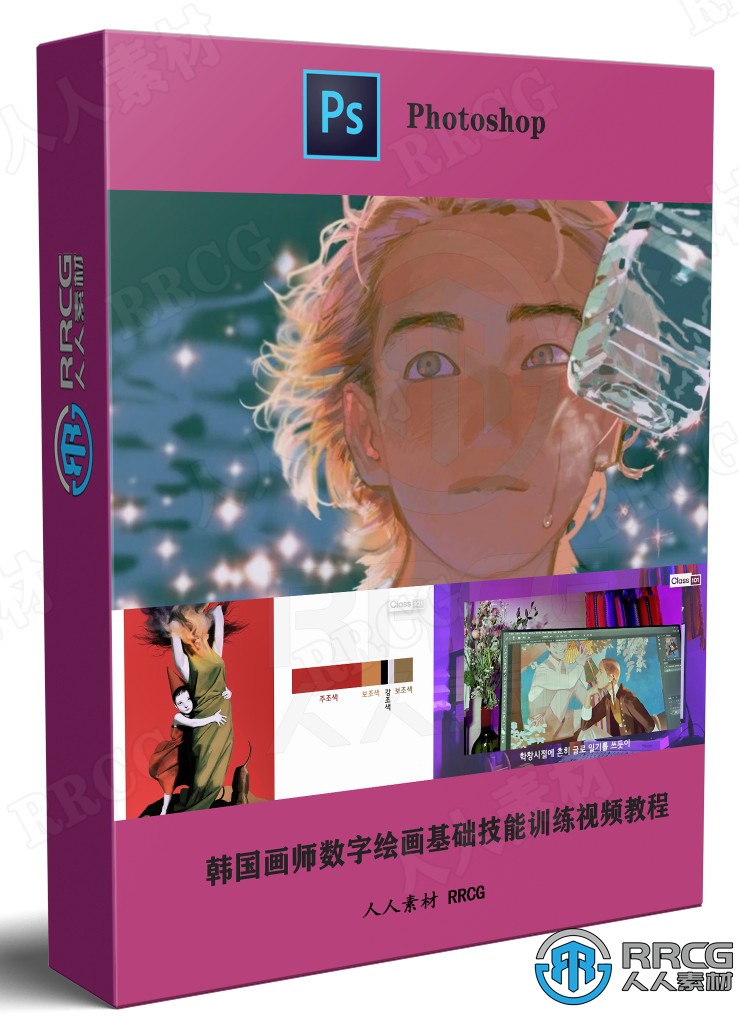 Ps Photoshop
RRCG
人人素材
Class 101
주조색
보조색
강조색
보조색
Class 101
학창시절에 흔히 글로 일기를 쓰듯이
韩国画师数字绘画基础技能训练视频教程
人人素材 RRCG
RRCG
人人素材